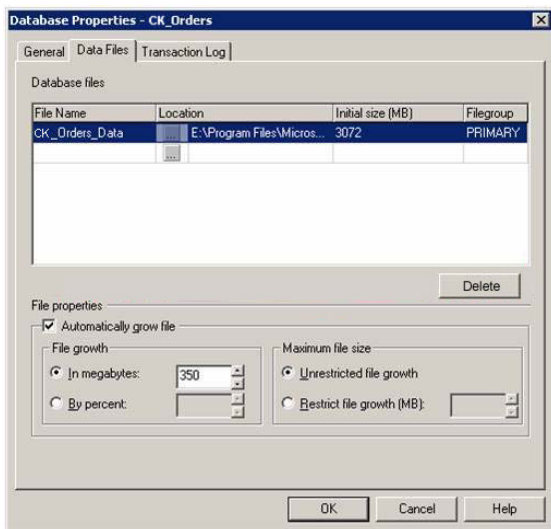 Database Properties - CK_Orders
General Data Files Transaction Log
Database files
File Name Location Initial size (MB) Filegroup
CK_Orders_Data ... E:\Program Files\Micros... 3072 PRIMARY
...
Delete
File properties
Automatically grow file
File growth Maximum file size
In megabytes: 350 Unrestricted file growth
By percent: Restrict file growth (MB):
OK Cancel Help